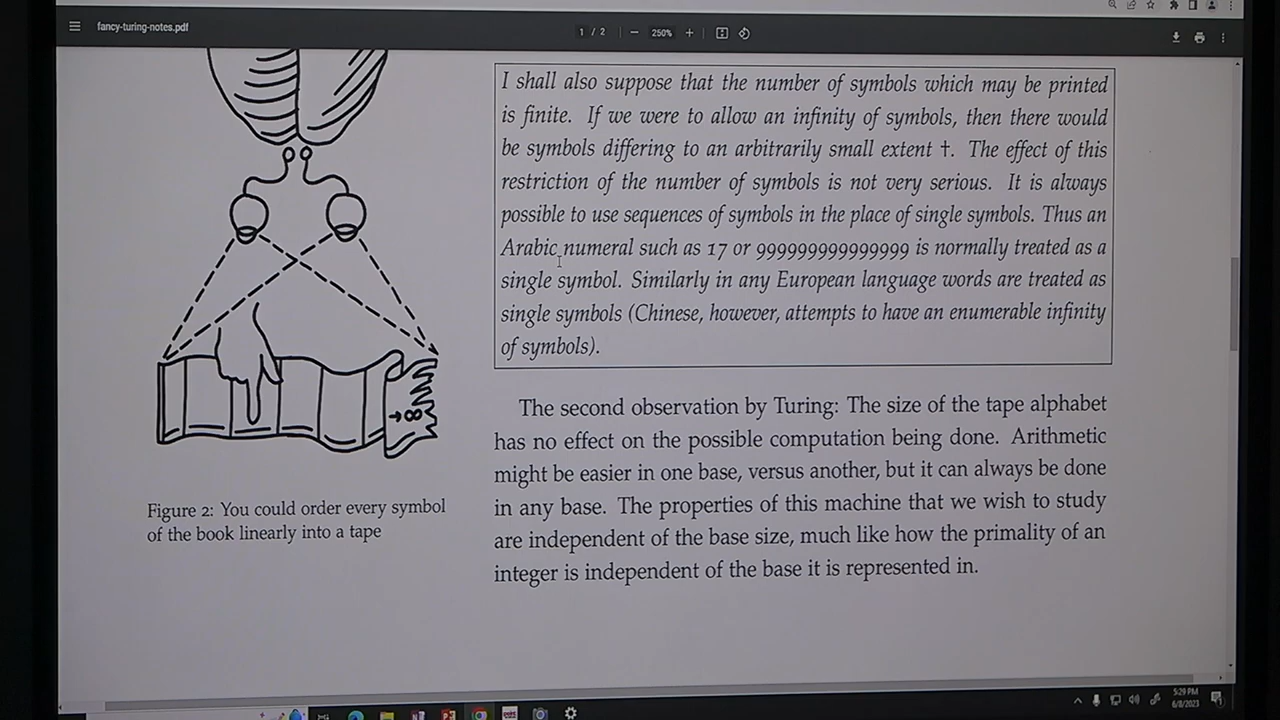 fancy-turing-notes.pdf
1 / 2
250%
I shall also suppose that the number of symbols which may be printed
is finite. If we were to allow an infinity of symbols, then there would
be symbols differing to an arbitrarily small extent †. The effect of this
restriction of the number of symbols is not very serious. It is always
possible to use sequences of symbols in the place of single symbols. Thus an
Arabic numeral such as 17 or 999999999999999 is normally treated as a
single symbol. Similarly in any European language words are treated as
single symbols (Chinese, however, attempts to have an enumerable infinity
of symbols).
→∞
Figure 2: You could order every symbol
of the book linearly into a tape
The second observation by Turing: The size of the tape alphabet
has no effect on the possible computation being done. Arithmetic
might be easier in one base, versus another, but it can always be done
in any base. The properties of this machine that we wish to study
are independent of the base size, much like how the primality of an
integer is independent of the base it is represented in.
5:29 PM
6/8/2023